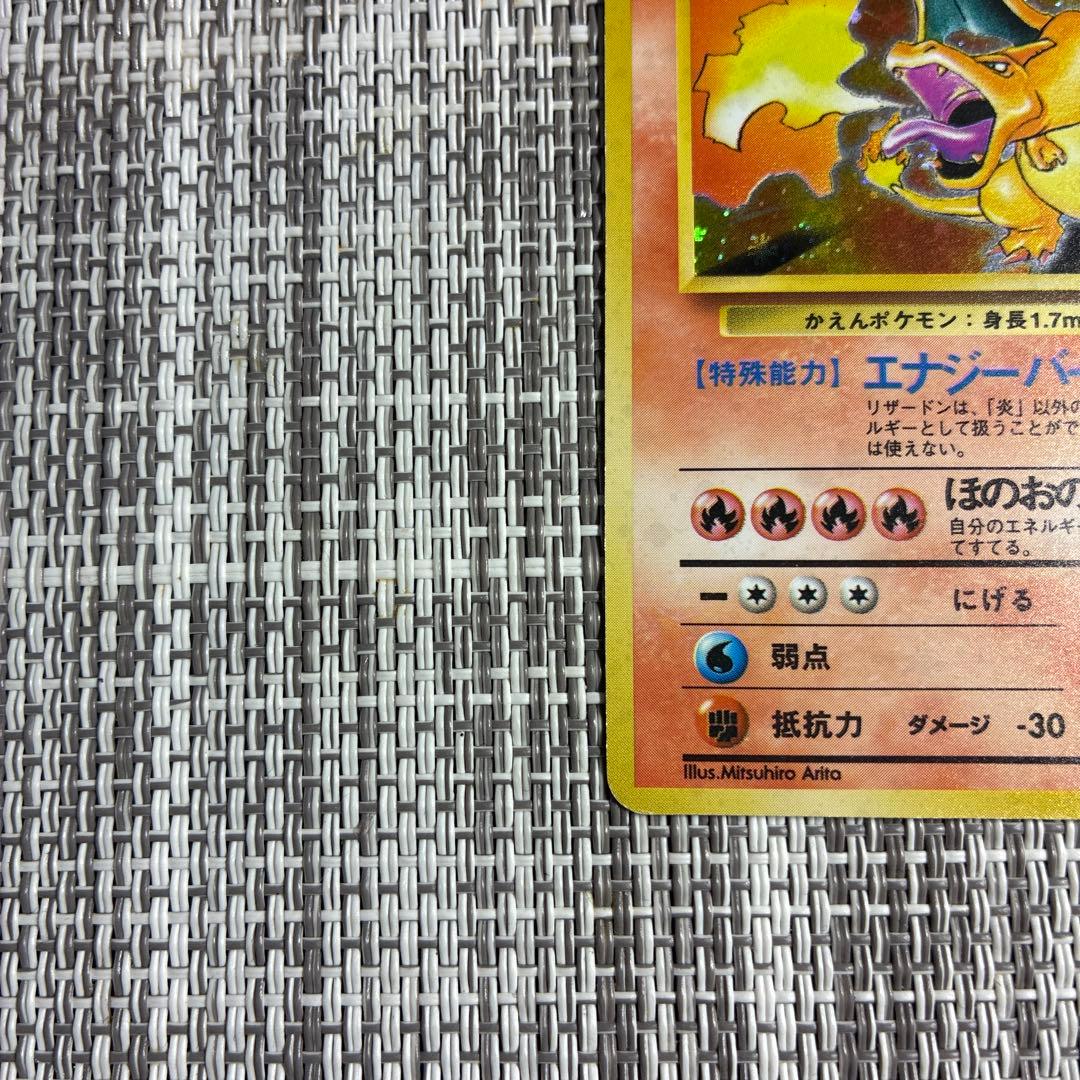 かえんポケモン：身長1.7m
【特殊能力】 エナジーバー
リザードンは、「炎」以外の
ルギーとして扱うことがで
は使えない。
ほのおの
自分のエネルギ
てすてる。
ー にげる
弱点
抵抗力 ダメージ -30
Illus.Mitsuhiro Arita